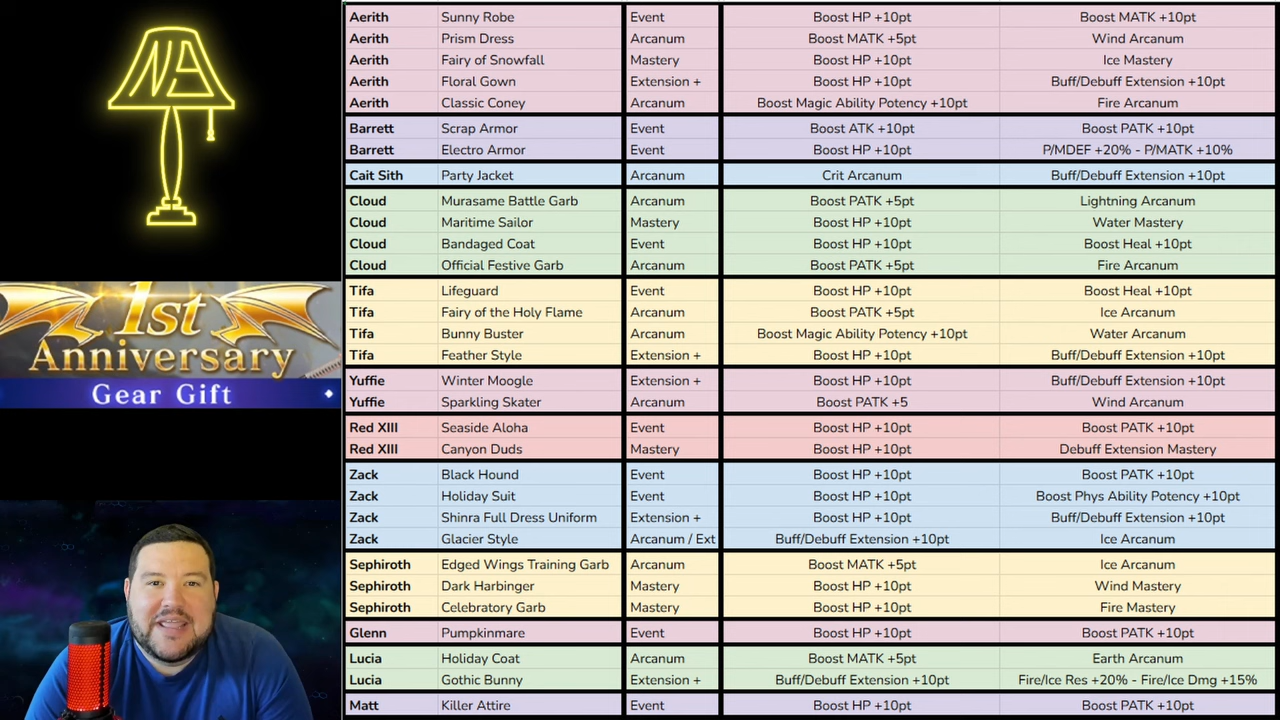 NB
1st
Anniversary
Gear Gift
Aerith Sunny Robe Event Boost HP +10pt Boost MATK +10pt
Aerith Prism Dress Arcanum Boost MATK +5pt Wind Arcanum
Aerith Fairy of Snowfall Mastery Boost HP +10pt Ice Mastery
Aerith Floral Gown Extension + Boost HP +10pt Buff/Debuff Extension +10pt
Aerith Classic Coney Arcanum Boost Magic Ability Potency +10pt Fire Arcanum
Barrett Scrap Armor Event Boost ATK +10pt Boost PATK +10pt
Barrett Electro Armor Event Boost HP +10pt P/MDEF +20% - P/MATK +10%
Cait Sith Party Jacket Arcanum Crit Arcanum Buff/Debuff Extension +10pt
Cloud Murasame Battle Garb Arcanum Boost PATK +5pt Lightning Arcanum
Cloud Maritime Sailor Mastery Boost HP +10pt Water Mastery
Cloud Bandaged Coat Event Boost HP +10pt Boost Heal +10pt
Cloud Official Festive Garb Arcanum Boost PATK +5pt Fire Arcanum
Tifa Lifeguard Event Boost HP +10pt Boost Heal +10pt
Tifa Fairy of the Holy Flame Arcanum Boost PATK +5pt Ice Arcanum
Tifa Bunny Buster Arcanum Boost Magic Ability Potency +10pt Water Arcanum
Tifa Feather Style Extension + Boost HP +10pt Buff/Debuff Extension +10pt
Yuffie Winter Moogle Extension + Boost HP +10pt Buff/Debuff Extension +10pt
Yuffie Sparkling Skater Arcanum Boost PATK +5 Wind Arcanum
Red XIII Seaside Aloha Event Boost HP +10pt Boost PATK +10pt
Red XIII Canyon Duds Mastery Boost HP +10pt Debuff Extension Mastery
Zack Black Hound Event Boost HP +10pt Boost PATK +10pt
Zack Holiday Suit Event Boost HP +10pt Boost Phys Ability Potency +10pt
Zack Shinra Full Dress Uniform Extension + Boost HP +10pt Buff/Debuff Extension +10pt
Zack Glacier Style Arcanum / Ext Buff/Debuff Extension +10pt Ice Arcanum
Sephiroth Edged Wings Training Garb Arcanum Boost MATK +5pt Ice Arcanum
Sephiroth Dark Harbinger Mastery Boost HP +10pt Wind Mastery
Sephiroth Celebratory Garb Mastery Boost HP +10pt Fire Mastery
Glenn Pumpkinmare Event Boost HP +10pt Boost PATK +10pt
Lucia Holiday Coat Arcanum Boost MATK +5pt Earth Arcanum
Lucia Gothic Bunny Extension + Buff/Debuff Extension +10pt Fire/Ice Res +20% - Fire/Ice Dmg +15%
Matt Killer Attire Event Boost HP +10pt Boost PATK +10pt